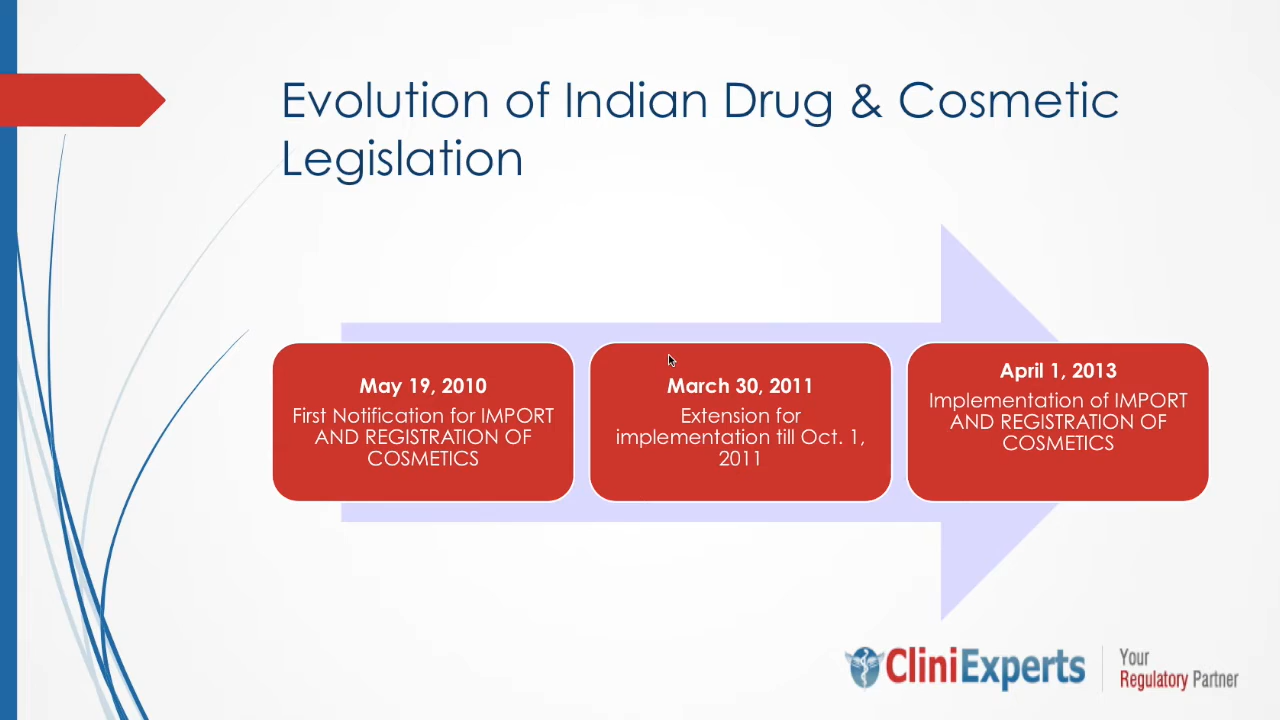 Evolution of Indian Drug & Cosmetic
Legislation
May 19, 2010
First Notification for IMPORT
AND REGISTRATION OF
COSMETICS
March 30, 2011
Extension for
implementation till Oct. 1,
2011
April 1, 2013
Implementation of IMPORT
AND REGISTRATION OF
COSMETICS
CliniExperts
Your
Regulatory Partner